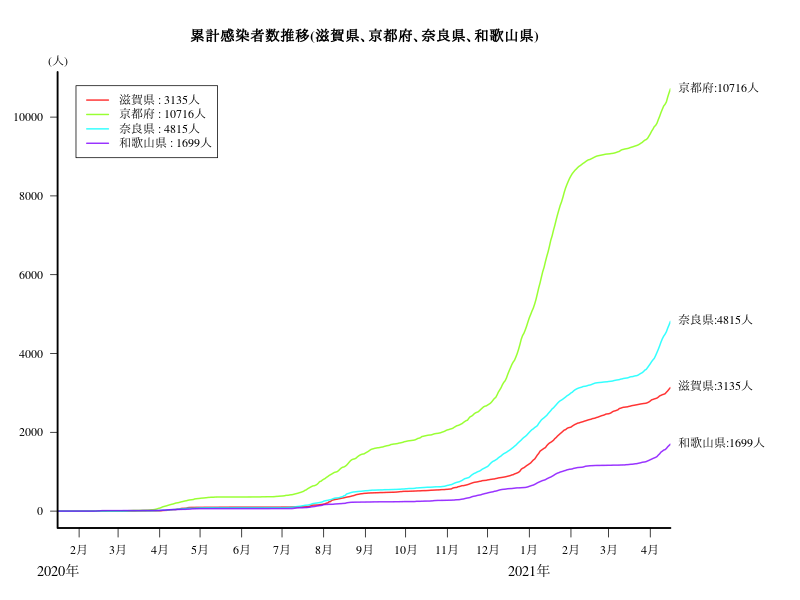 累計感染者数推移(滋賀県、京都府、奈良県、和歌山県)
(人)
滋賀県 : 3135人
京都府 : 10716人
奈良県 : 4815人
和歌山県 : 1699人
京都府:10716人
奈良県:4815人
滋賀県:3135人
和歌山県:1699人
10000
8000
6000
4000
2000
0
2月 3月 4月 5月 6月 7月 8月 9月 10月 11月 12月 1月 2月 3月 4月
2020年 2021年